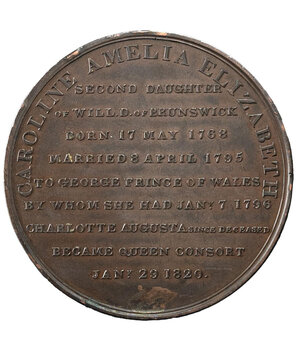 CAROLINE AMELIA ELIZABETH
SECOND DAUGHTER
OF WILL.D. OF BRUNSWICK
BORN. 17 MAY 1768
MARRIED 8 APRIL 1795
TO GEORGE PRINCE OF WALES
BY WHOM SHE HAD JANY. 7, 1796
CHARLOTTE AUGUSTA SINCE DECEASED
BECAME QUEEN CONSORT
JANY. 29 1820.